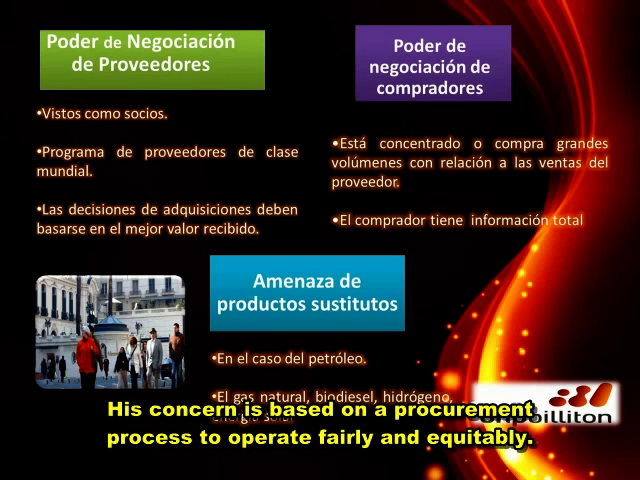 Poder de Negociación
de Proveedores
•Vistos como socios.
•Programa de proveedores de clase
mundial.
•Las decisiones de adquisiciones deben
basarse en el mejor valor recibido.
Poder de
negociación de
compradores
•Está concentrado o compra grandes
volúmenes con relación a las ventas del
proveedor.
•El comprador tiene información total
Amenaza de
productos sustitutos
•En el caso del petróleo.
•El gas natural, biodiesel, hidrógeno,
His concern is based on a procurement
process to operate fairly and equitably.